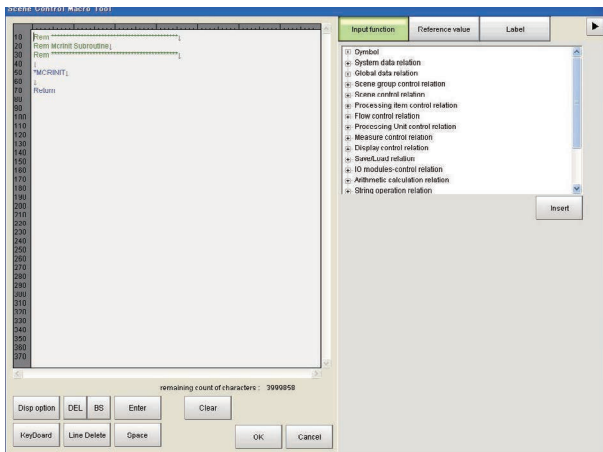 Scene Control Macro Tool
10 Rem ****************************************↓
20 Rem McrInit Subroutine↓
30 Rem ****************************************↓
40 ↓
50 *MCRINIT↓
60 ↓
70 Return
80
90
100
110
120
130
140
150
160
170
180
190
200
210
220
230
240
250
260
270
280
290
300
310
320
330
340
350
360
370
remaining count of characters : 3999858
Disp option
DEL
BS
Enter
Clear
KeyBoard
Line Delete
Space
OK
Cancel
Input function
Reference value
Label
Symbol
System data relation
Global data relation
Scene group control relation
Scene control relation
Processing item control relation
Flow control relation
Processing Unit control relation
Measure control relation
Display control relation
Save/Load relation
IO modules-control relation
Arithmetic calculation relation
String operation relation
Insert